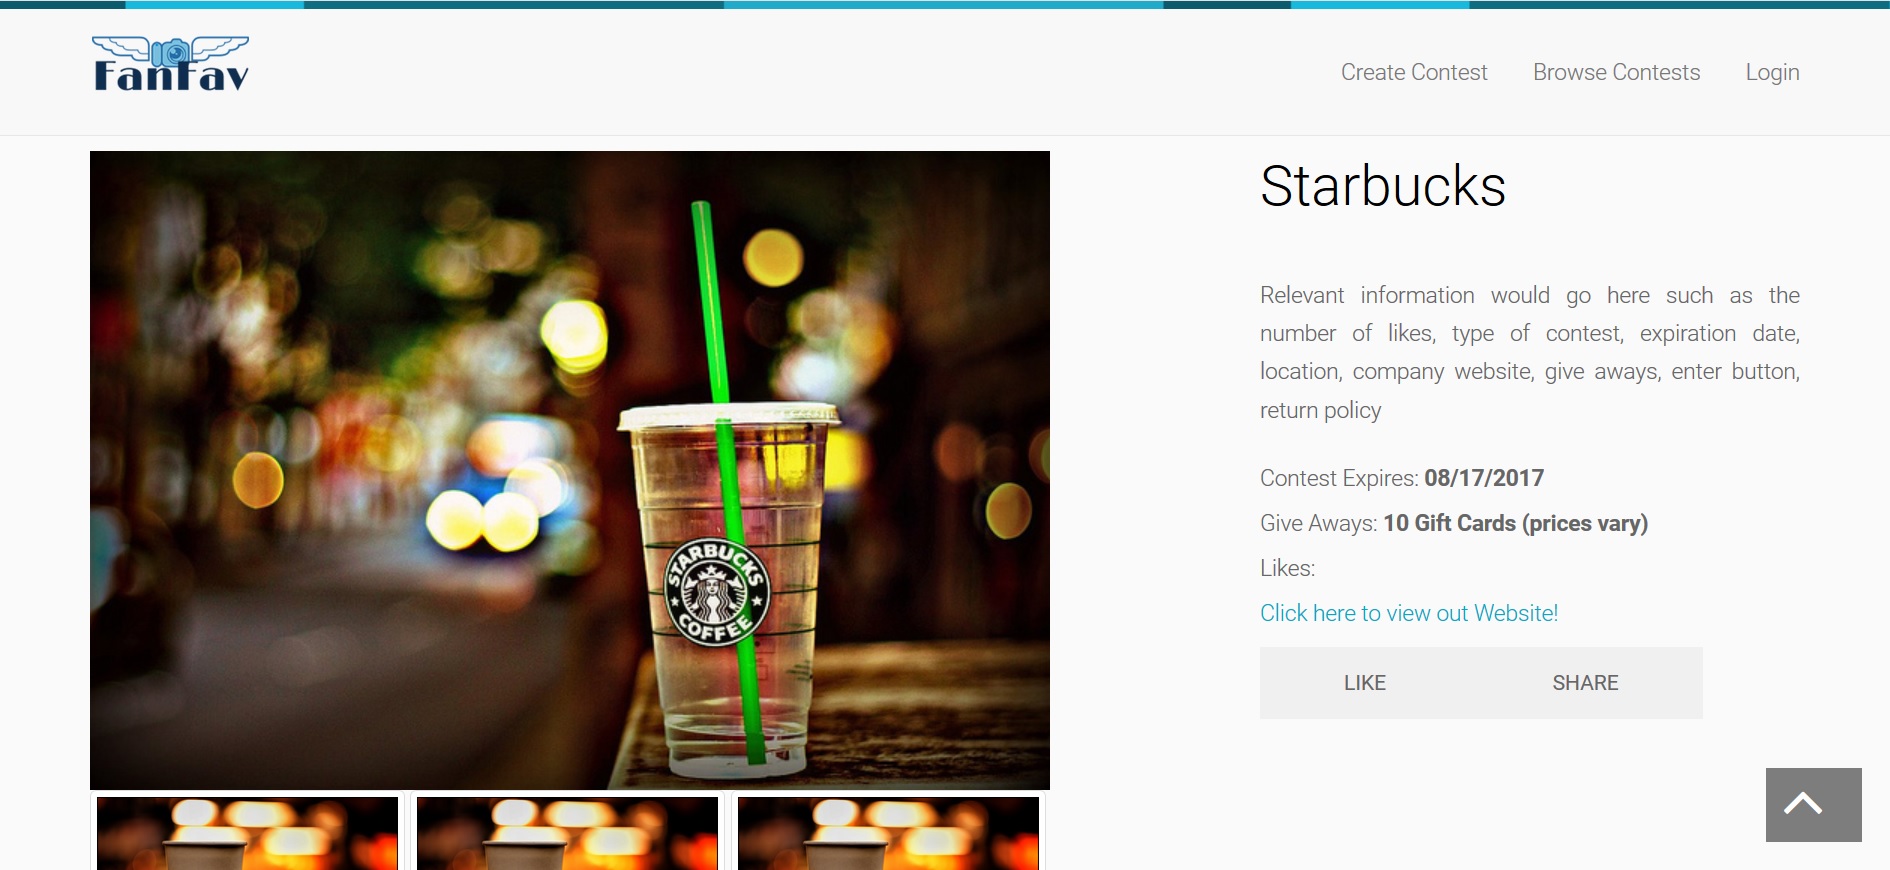 FanFav
Create Contest
Browse Contests
Login
Starbucks
Relevant information would go here such as the
number of likes, type of contest, expiration date,
location, company website, give aways, enter button,
return policy
Contest Expires: 08/17/2017
Give Aways: 10 Gift Cards (prices vary)
Likes:
Click here to view out Website!
LIKE
SHARE
STARBUCKS
COFFEE